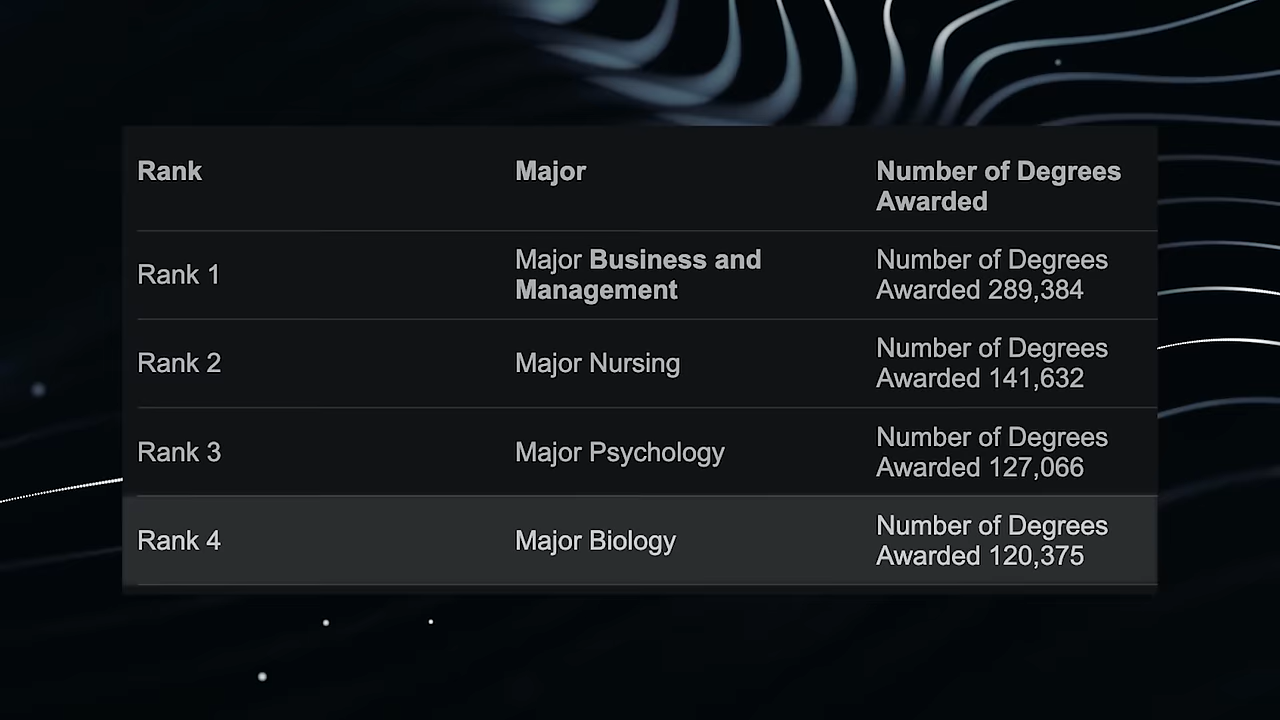 Rank Major Number of Degrees
Awarded
Rank 1 Major Business and Number of Degrees
Management Awarded 289,384
Rank 2 Major Nursing Number of Degrees
Awarded 141,632
Rank 3 Major Psychology Number of Degrees
Awarded 127,066
Rank 4 Major Biology Number of Degrees
Awarded 120,375